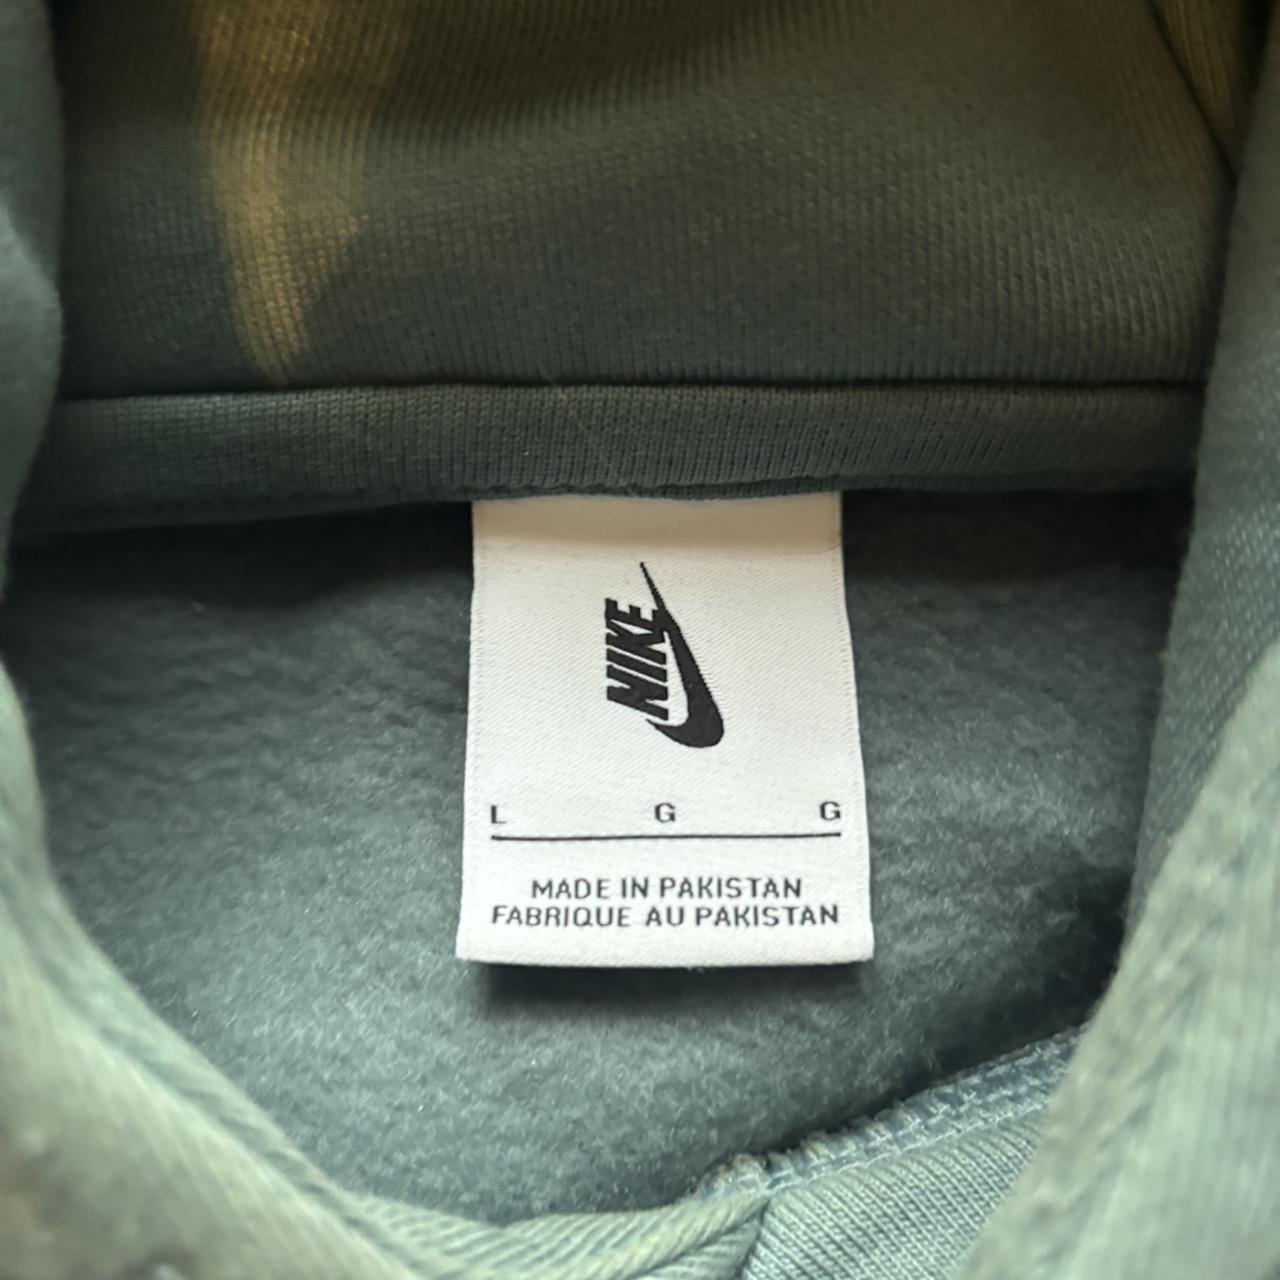 NIKE
L G G
MADE IN PAKISTAN
FABRIQUE AU PAKISTAN